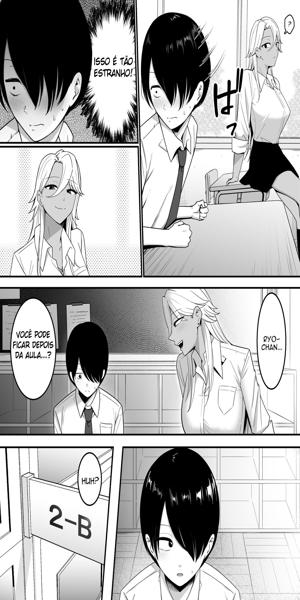 ?
ISSO É TÃO
ESTRANHO!
RYO-
CHAN...
VOCÊ PODE
FICAR DEPOIS
DA AULA...?
HUH?
2-B